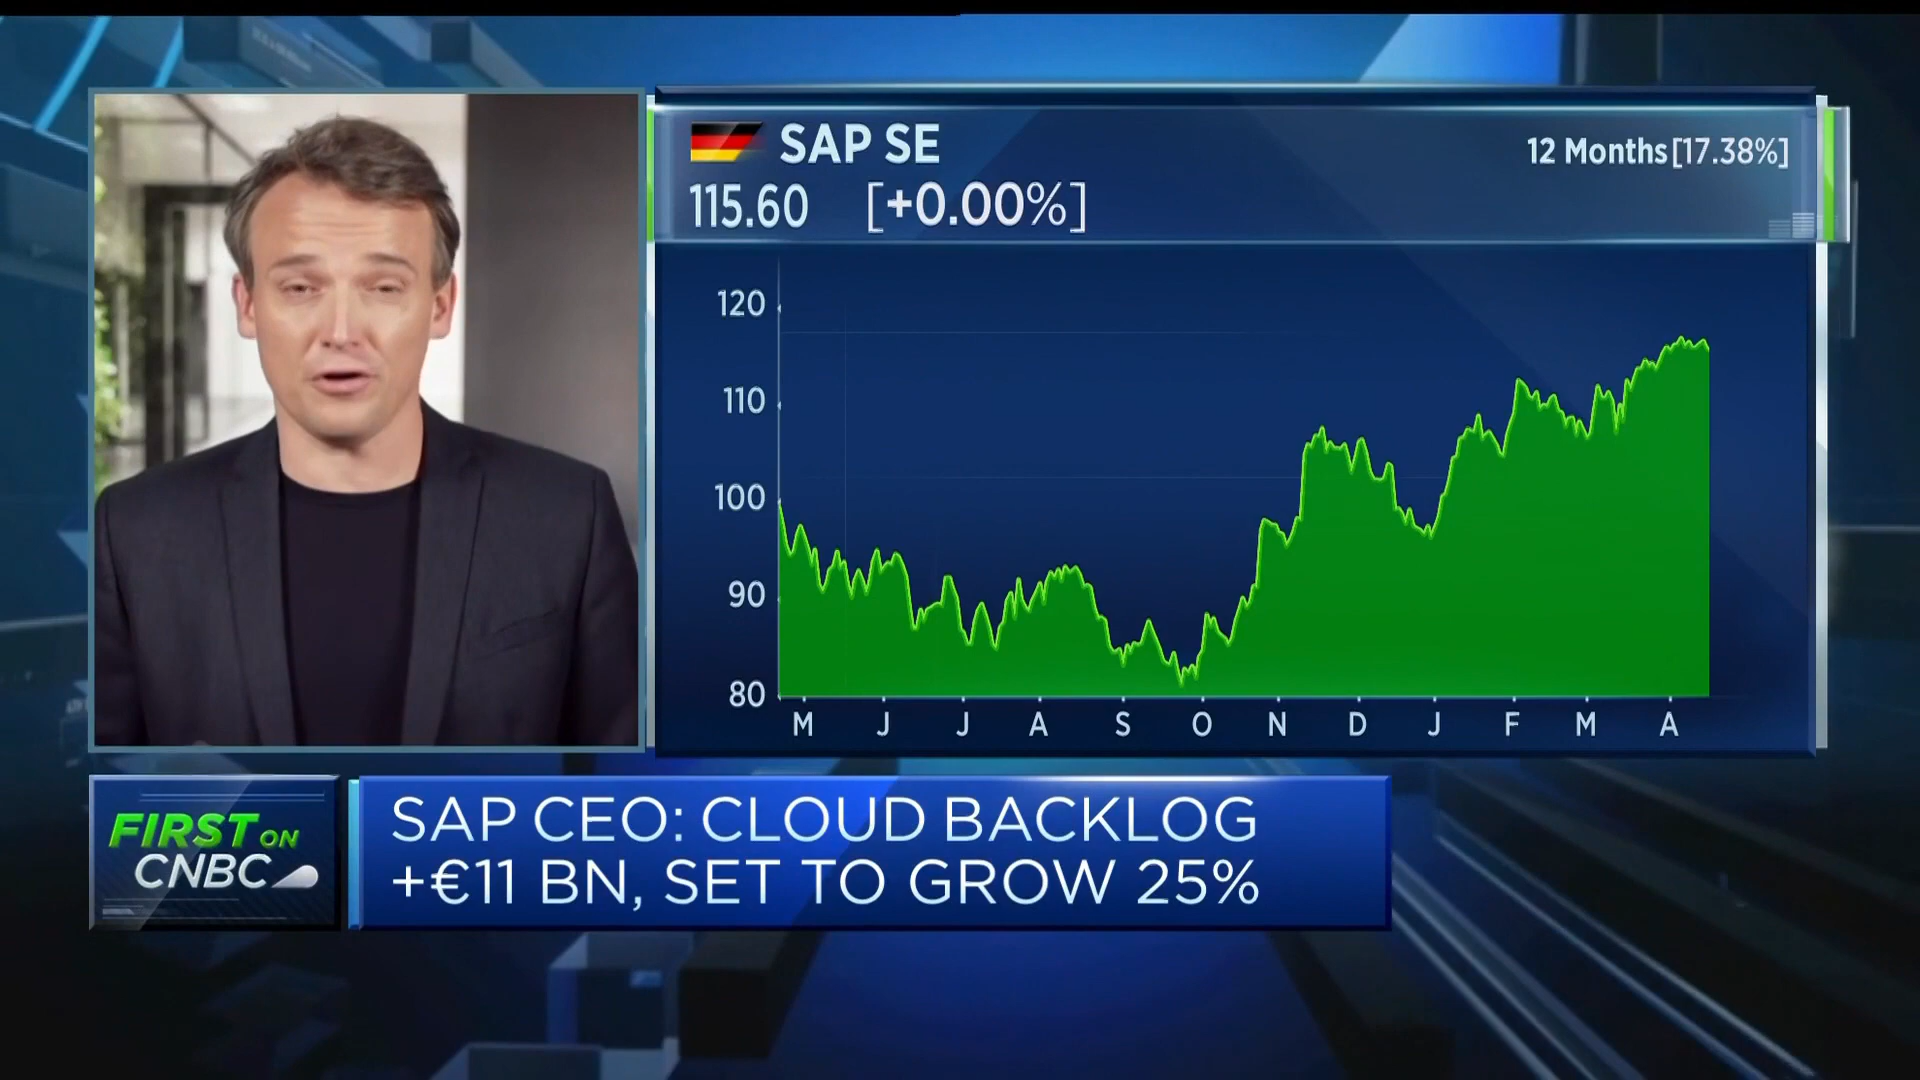 SAP SE
12 Months[17.38%]
115.60 [+0.00%]
120
110
100
90
80
M J J A S O N D J F M A
FIRST ON
CNBC
SAP CEO: CLOUD BACKLOG
+€11 BN, SET TO GROW 25%